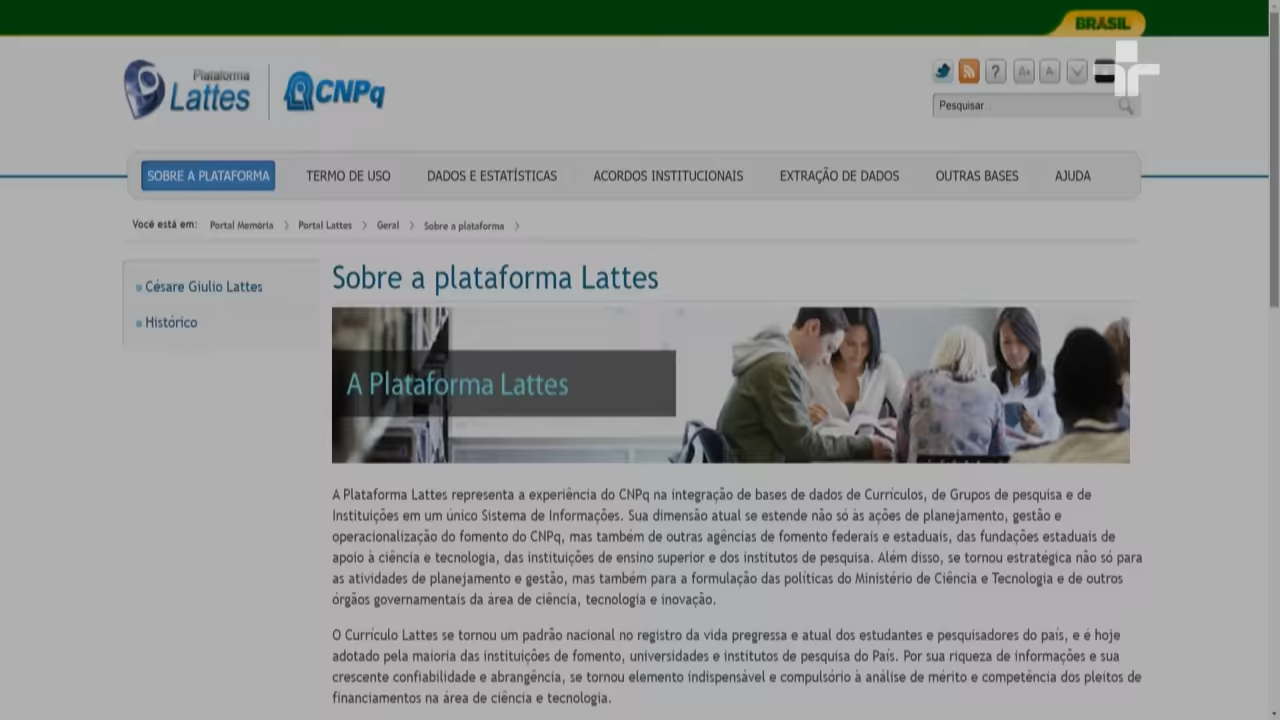 BRASIL
Plataforma
Lattes
CNPq
A+
A-
Pesquisar
SOBRE A PLATAFORMA TERMO DE USO DADOS E ESTATÍSTICAS ACORDOS INSTITUCIONAIS EXTRAÇÃO DE DADOS OUTRAS BASES AJUDA
Você está em: Portal Memória > Portal Lattes > Geral > Sobre a plataforma >
Césare Giulio Lattes
Histórico
Sobre a plataforma Lattes
A Plataforma Lattes
A Plataforma Lattes representa a experiência do CNPq na integração de bases de dados de Currículos, de Grupos de pesquisa e de
Instituições em um único Sistema de Informações. Sua dimensão atual se estende não só às ações de planejamento, gestão e
operacionalização do fomento do CNPq, mas também de outras agências de fomento federais e estaduais, das fundações estaduais de
apoio à ciência e tecnologia, das instituições de ensino superior e dos institutos de pesquisa. Além disso, se tornou estratégica não só para
as atividades de planejamento e gestão, mas também para a formulação das políticas do Ministério de Ciência e Tecnologia e de outros
órgãos governamentais da área de ciência, tecnologia e inovação.
O Currículo Lattes se tornou um padrão nacional no registro da vida pregressa e atual dos estudantes e pesquisadores do país, e é hoje
adotado pela maioria das instituições de fomento, universidades e institutos de pesquisa do País. Por sua riqueza de informações e sua
crescente confiabilidade e abrangência, se tornou elemento indispensável e compulsório à análise de mérito e competência dos pleitos de
financiamentos na área de ciência e tecnologia.